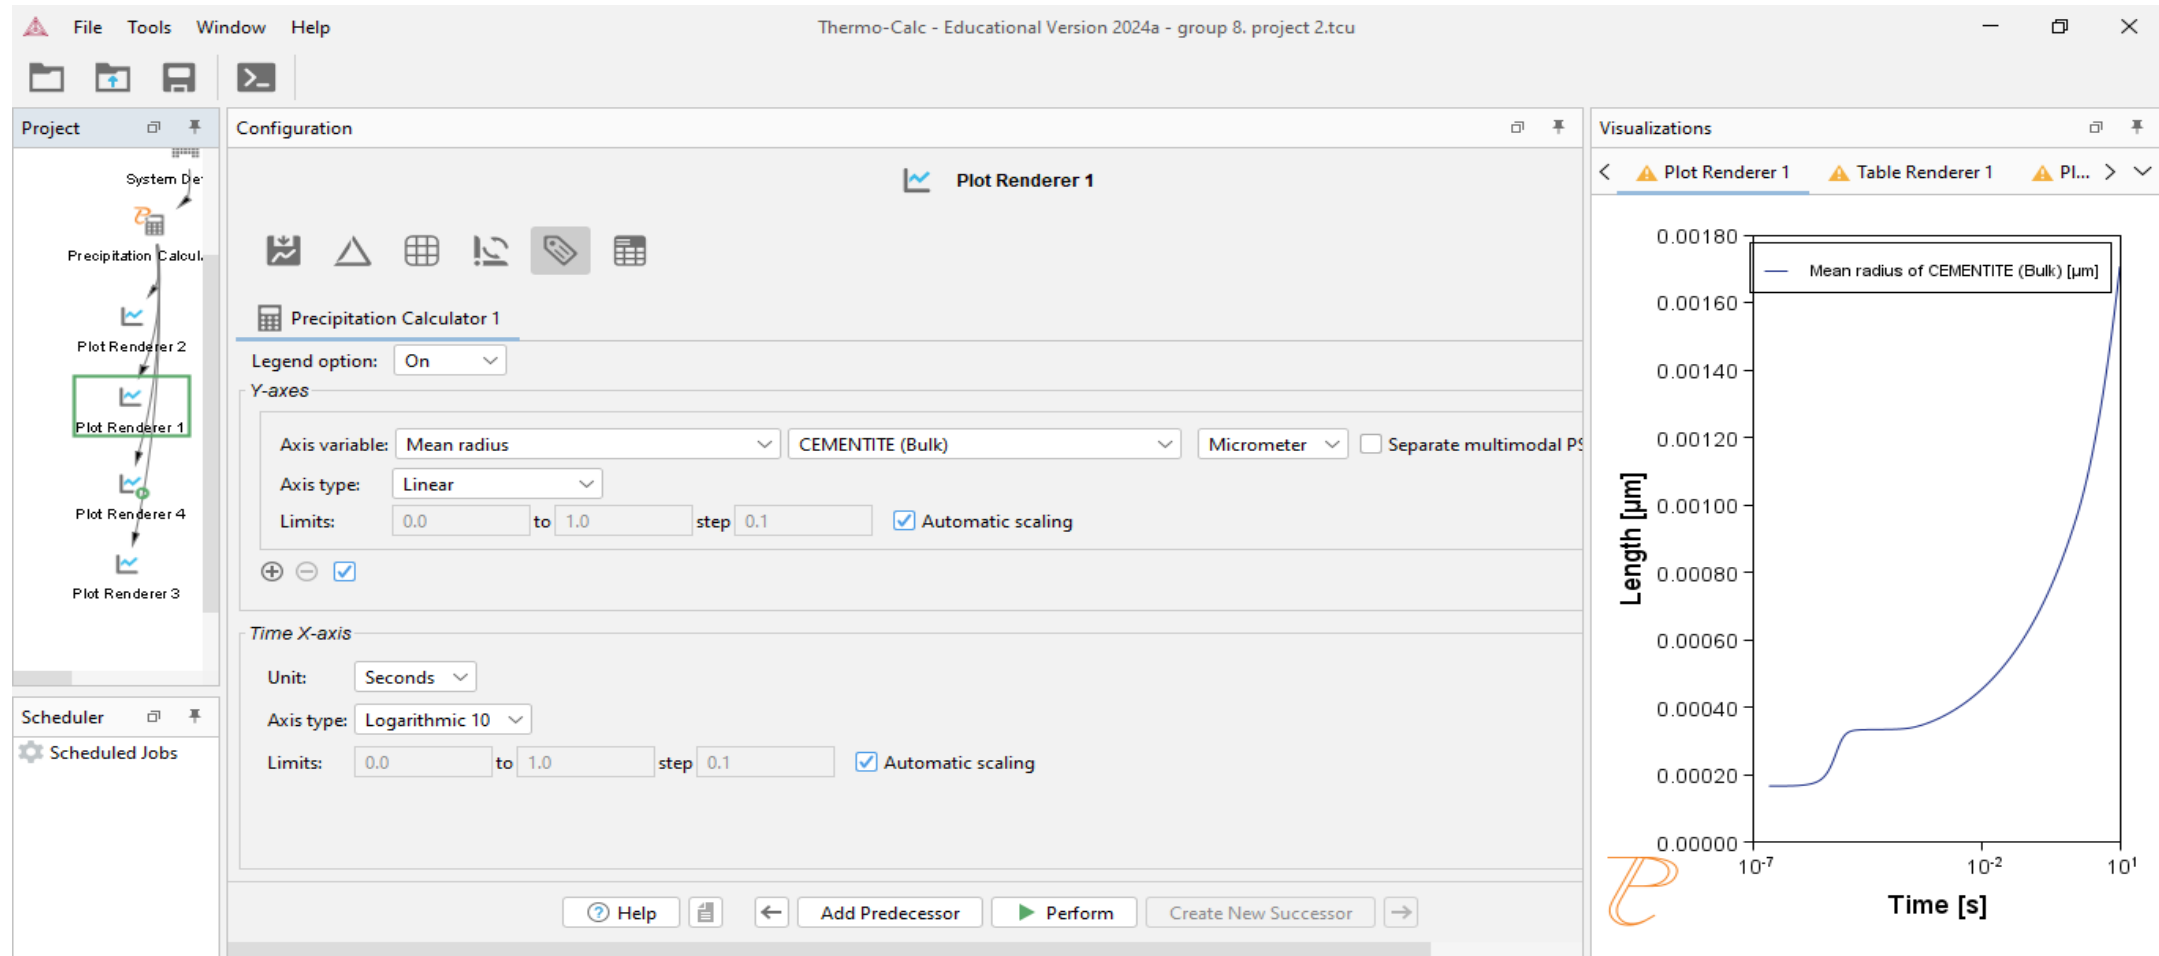 File Tools Window Help
Thermo-Calc - Educational Version 2024a - group 8. project 2.tcu
Project
System De
Precipitation Calcul
Plot Renderer 2
Plot Renderer 1
Plot Renderer 4
Plot Renderer 3
Scheduler
Scheduled Jobs
Configuration
Plot Renderer 1
Precipitation Calculator 1
Legend option: On
Y-axes
Axis variable: Mean radius CEMENTITE (Bulk) Micrometer Separate multimodal PS
Axis type: Linear
Limits: 0.0 to 1.0 step 0.1 Automatic scaling
Time X-axis
Unit: Seconds
Axis type: Logarithmic 10
Limits: 0.0 to 1.0 step 0.1 Automatic scaling
Help Add Predecessor Perform Create New Successor
Visualizations
Plot Renderer 1 Table Renderer 1 Pl...
Mean radius of CEMENTITE (Bulk) [µm]
0.00180
0.00160
0.00140
0.00120
0.00100
0.00080
0.00060
0.00040
0.00020
0.00000
Length [µm]
10⁻⁷ 10⁻² 10¹
Time [s]